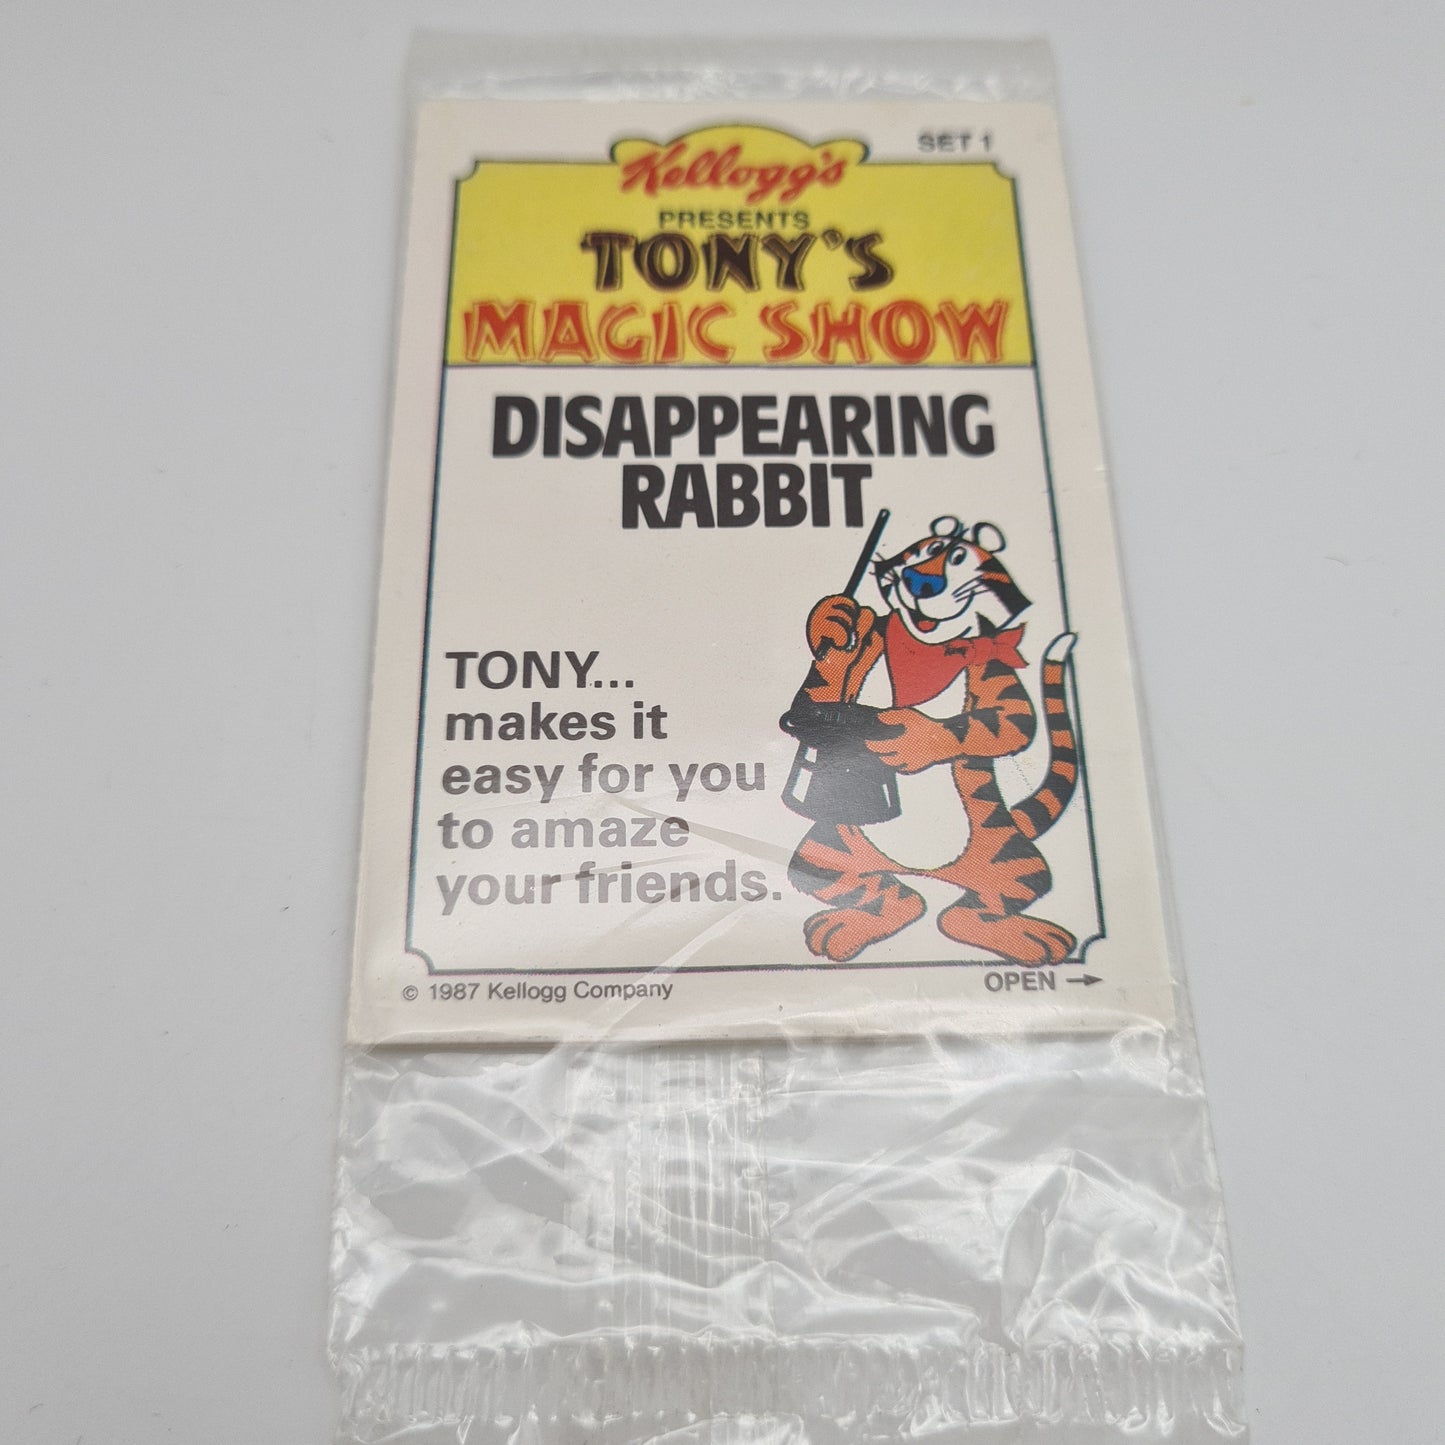 SET 1
Kellogg's
PRESENTS
TONY'S
MAGIC SHOW
DISAPPEARING
RABBIT
TONY...
makes it
easy for you
to amaze
your friends.
© 1987 Kellogg Company
OPEN →